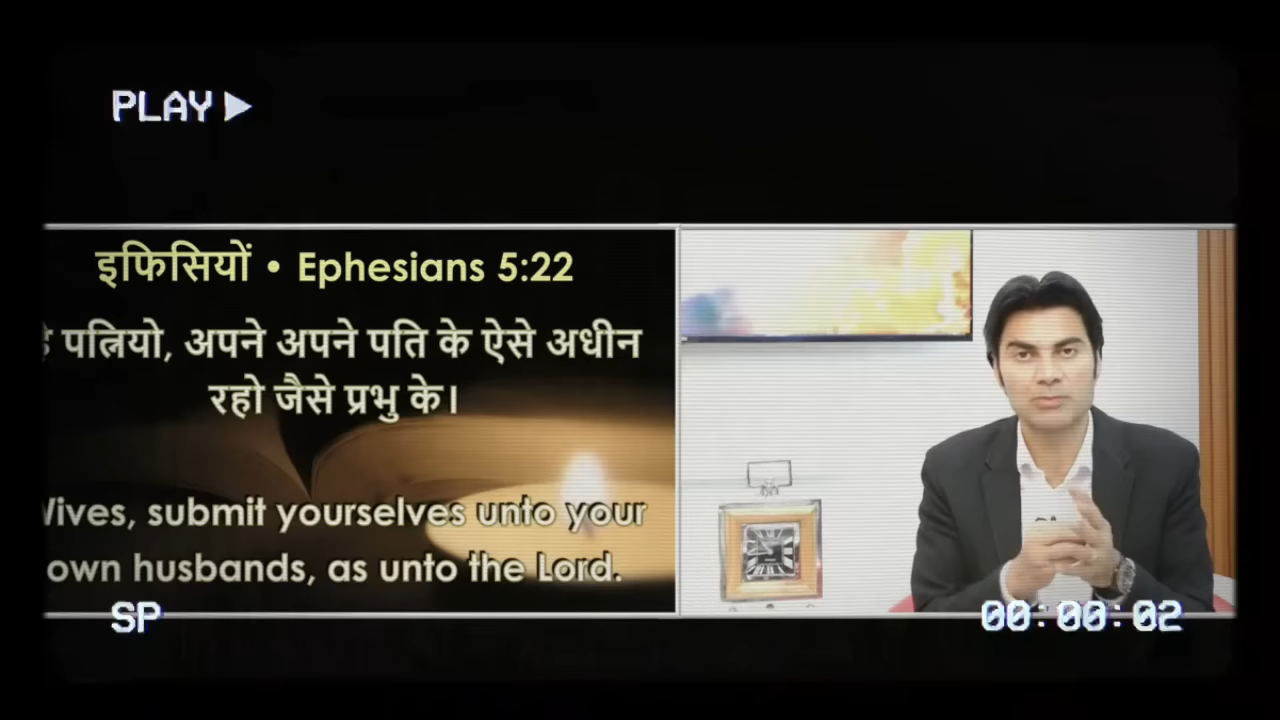 PLAY
इफिसियों • Ephesians 5:22
हे पत्नियो, अपने अपने पति के ऐसे अधीन
रहो जैसे प्रभु के।
Wives, submit yourselves unto your
own husbands, as unto the Lord.
SP
00:00:02